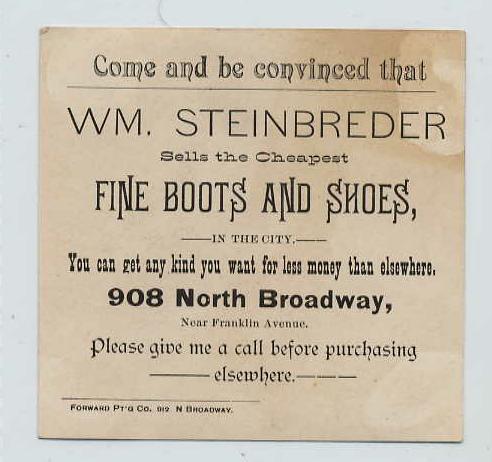 Come and be convinced that
WM. STEINBREDER
Sells the Cheapest
FINE BOOTS AND SHOES,
—IN THE CITY.—
You can get any kind you want for less money than elsewhere.
908 North Broadway,
Near Franklin Avenue.
Please give me a call before purchasing
—elsewhere.—
FORWARD PT'G CO. 912 N BROADWAY.